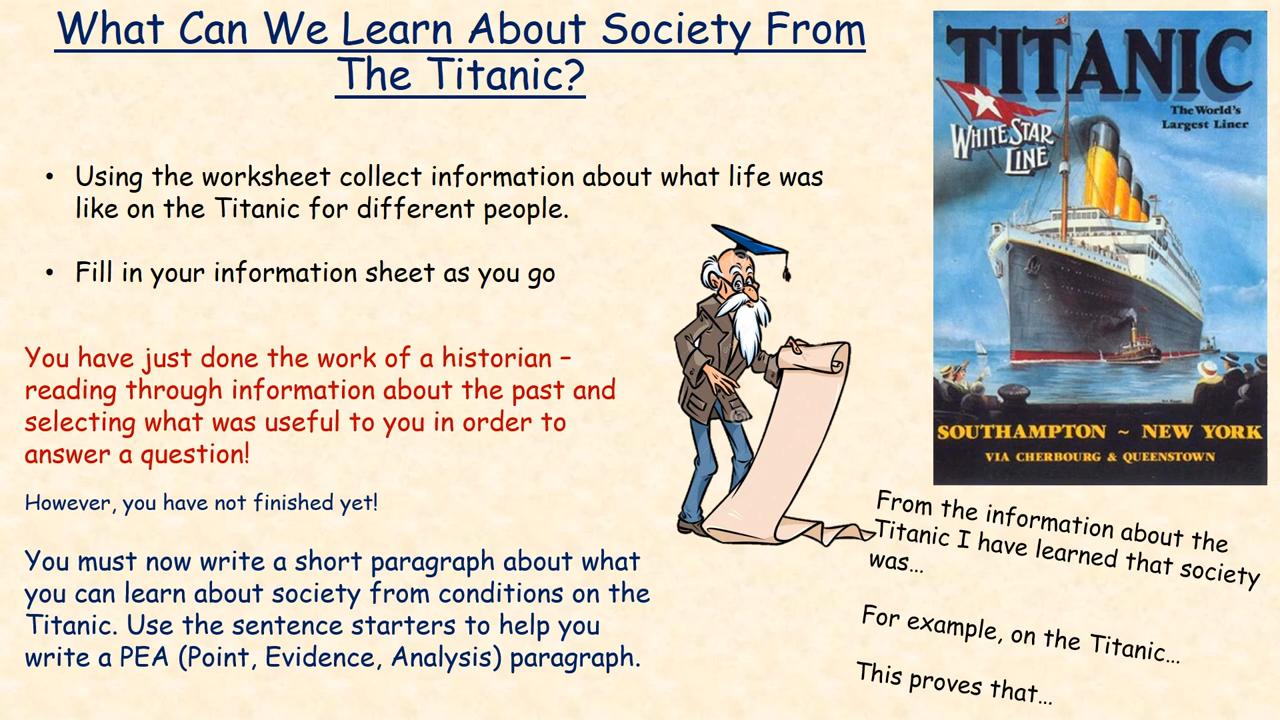 What Can We Learn About Society From
The Titanic?
• Using the worksheet collect information about what life was
like on the Titanic for different people.
• Fill in your information sheet as you go
You have just done the work of a historian –
reading through information about the past and
selecting what was useful to you in order to
answer a question!
However, you have not finished yet!
You must now write a short paragraph about what
you can learn about society from conditions on the
Titanic. Use the sentence starters to help you
write a PEA (Point, Evidence, Analysis) paragraph.
TITANIC
The World's
Largest Liner
WHITE STAR
LINE
SOUTHAMPTON ~ NEW YORK
VIA CHERBOURG & QUEENSTOWN
From the information about the
Titanic I have learned that society
was…
For example, on the Titanic…
This proves that…